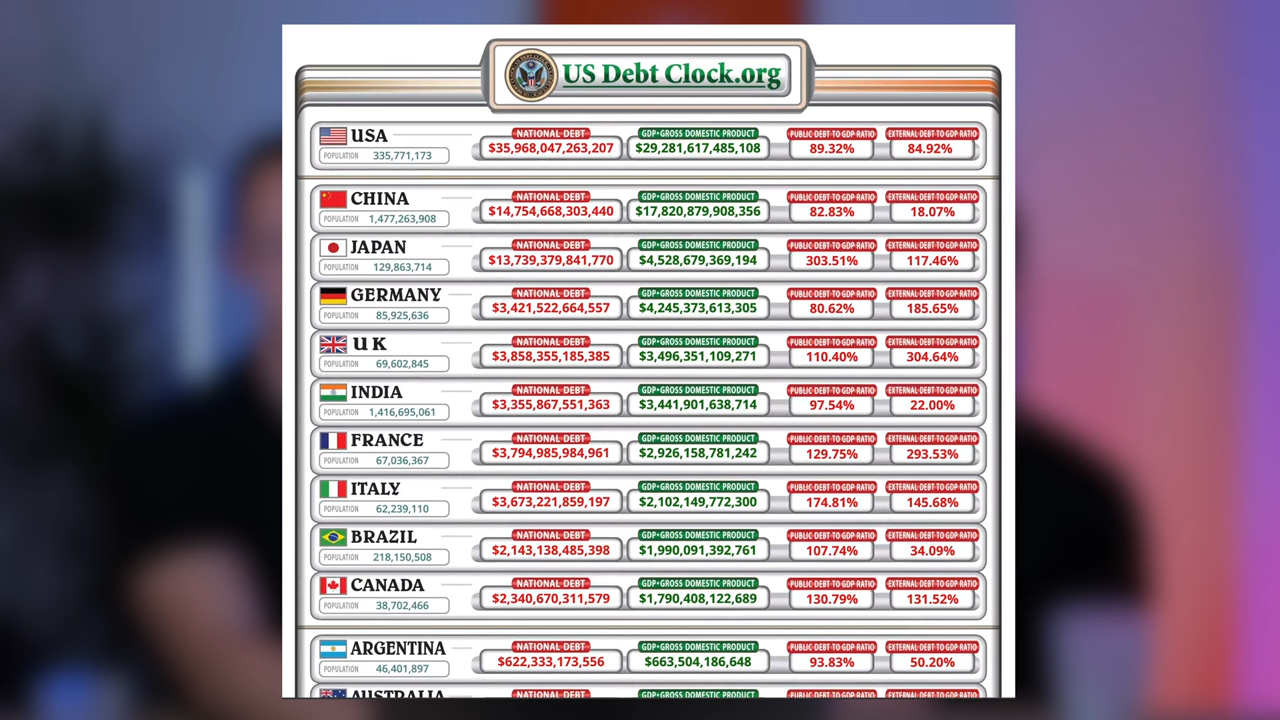 US Debt Clock.org
USA NATIONAL DEBT GDP-GROSS DOMESTIC PRODUCT PUBLIC DEBT TO GDP RATIO EXTERNAL DEBT TO GDP RATIO
POPULATION 335,771,173 $35,968,047,263,207 $29,281,617,485,108 89.32% 84.92%
CHINA NATIONAL DEBT GDP-GROSS DOMESTIC PRODUCT PUBLIC DEBT TO GDP RATIO EXTERNAL DEBT TO GDP RATIO
POPULATION 1,477,263,908 $14,754,668,303,440 $17,820,879,908,356 82.83% 18.07%
JAPAN NATIONAL DEBT GDP-GROSS DOMESTIC PRODUCT PUBLIC DEBT TO GDP RATIO EXTERNAL DEBT TO GDP RATIO
POPULATION 129,863,714 $13,739,379,841,770 $4,528,679,369,194 303.51% 117.46%
GERMANY NATIONAL DEBT GDP-GROSS DOMESTIC PRODUCT PUBLIC DEBT TO GDP RATIO EXTERNAL DEBT TO GDP RATIO
POPULATION 85,925,636 $3,421,522,664,557 $4,245,373,613,305 80.62% 185.65%
UK NATIONAL DEBT GDP-GROSS DOMESTIC PRODUCT PUBLIC DEBT TO GDP RATIO EXTERNAL DEBT TO GDP RATIO
POPULATION 69,602,845 $3,858,355,185,385 $3,496,351,109,271 110.40% 304.64%
INDIA NATIONAL DEBT GDP-GROSS DOMESTIC PRODUCT PUBLIC DEBT TO GDP RATIO EXTERNAL DEBT TO GDP RATIO
POPULATION 1,416,695,061 $3,355,867,551,363 $3,441,901,638,714 97.54% 22.00%
FRANCE NATIONAL DEBT GDP-GROSS DOMESTIC PRODUCT PUBLIC DEBT TO GDP RATIO EXTERNAL DEBT TO GDP RATIO
POPULATION 67,036,367 $3,794,985,984,961 $2,926,158,781,242 129.75% 293.53%
ITALY NATIONAL DEBT GDP-GROSS DOMESTIC PRODUCT PUBLIC DEBT TO GDP RATIO EXTERNAL DEBT TO GDP RATIO
POPULATION 62,239,110 $3,673,221,859,197 $2,102,149,772,300 174.81% 145.68%
BRAZIL NATIONAL DEBT GDP-GROSS DOMESTIC PRODUCT PUBLIC DEBT TO GDP RATIO EXTERNAL DEBT TO GDP RATIO
POPULATION 218,150,508 $2,143,138,485,398 $1,990,091,392,761 107.74% 34.09%
CANADA NATIONAL DEBT GDP-GROSS DOMESTIC PRODUCT PUBLIC DEBT TO GDP RATIO EXTERNAL DEBT TO GDP RATIO
POPULATION 38,702,466 $2,340,670,311,579 $1,790,408,122,689 130.79% 131.52%
ARGENTINA NATIONAL DEBT GDP-GROSS DOMESTIC PRODUCT PUBLIC DEBT TO GDP RATIO EXTERNAL DEBT TO GDP RATIO
POPULATION 46,401,897 $622,333,173,556 $663,504,186,648 93.83% 50.20%
AUSTRALIA NATIONAL DEBT GDP-GROSS DOMESTIC PRODUCT PUBLIC DEBT TO GDP RATIO EXTERNAL DEBT TO GDP RATIO